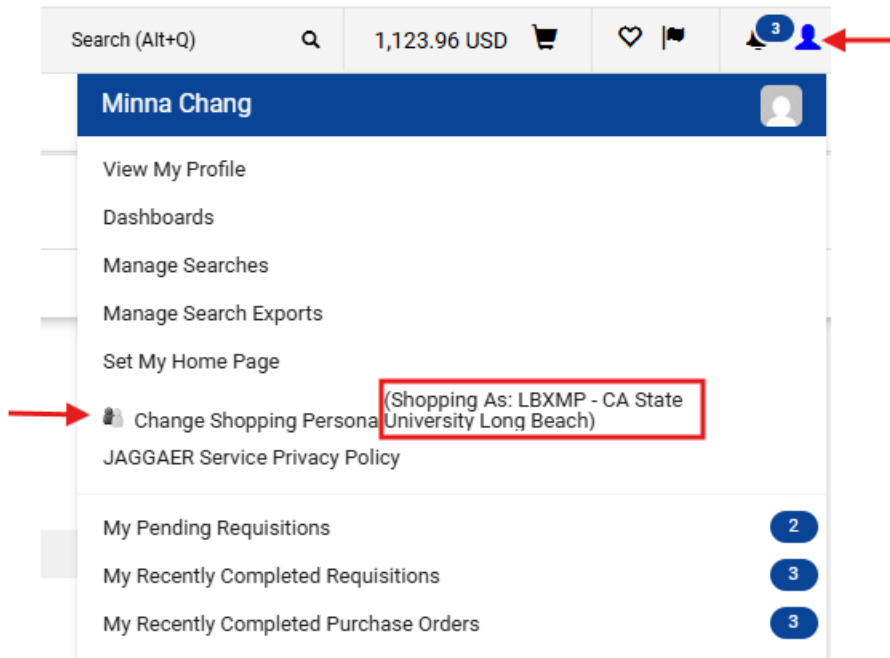 Search (Alt+Q) 1,123.96 USD 3
Minna Chang
View My Profile
Dashboards
Manage Searches
Manage Search Exports
Set My Home Page
(Shopping As: LBXMP - CA State
Change Shopping Persona University Long Beach)
JAGGAER Service Privacy Policy
My Pending Requisitions 2
My Recently Completed Requisitions 3
My Recently Completed Purchase Orders 3